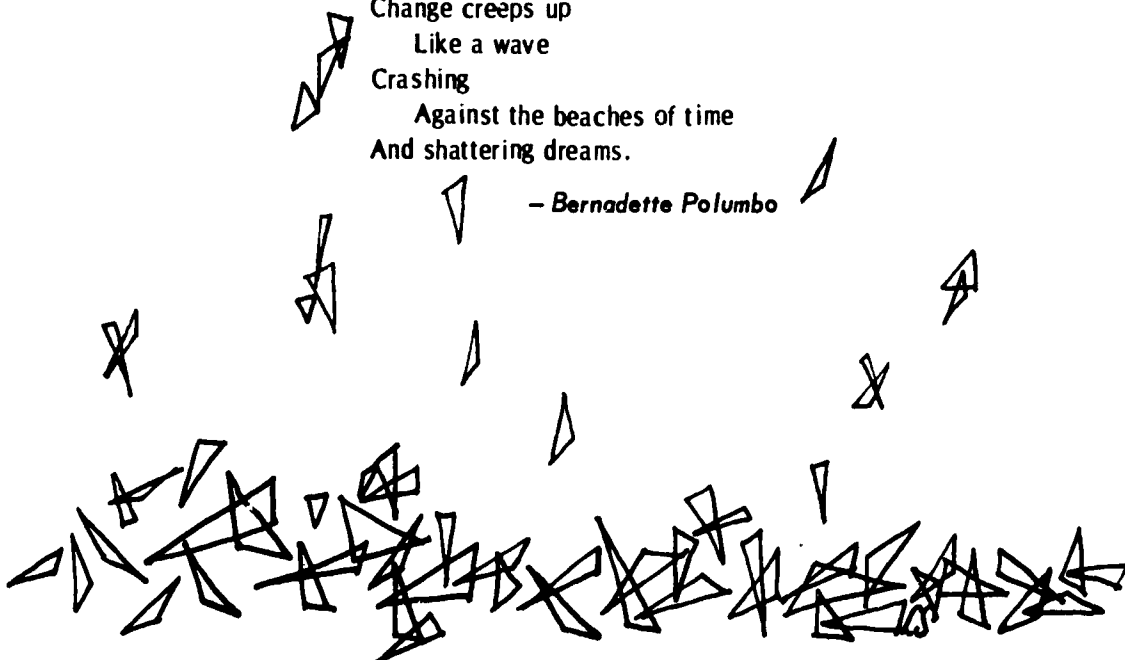 Change creeps up
Like a wave
Crashing
Against the beaches of time
And shattering dreams.
– Bernadette Polumbo